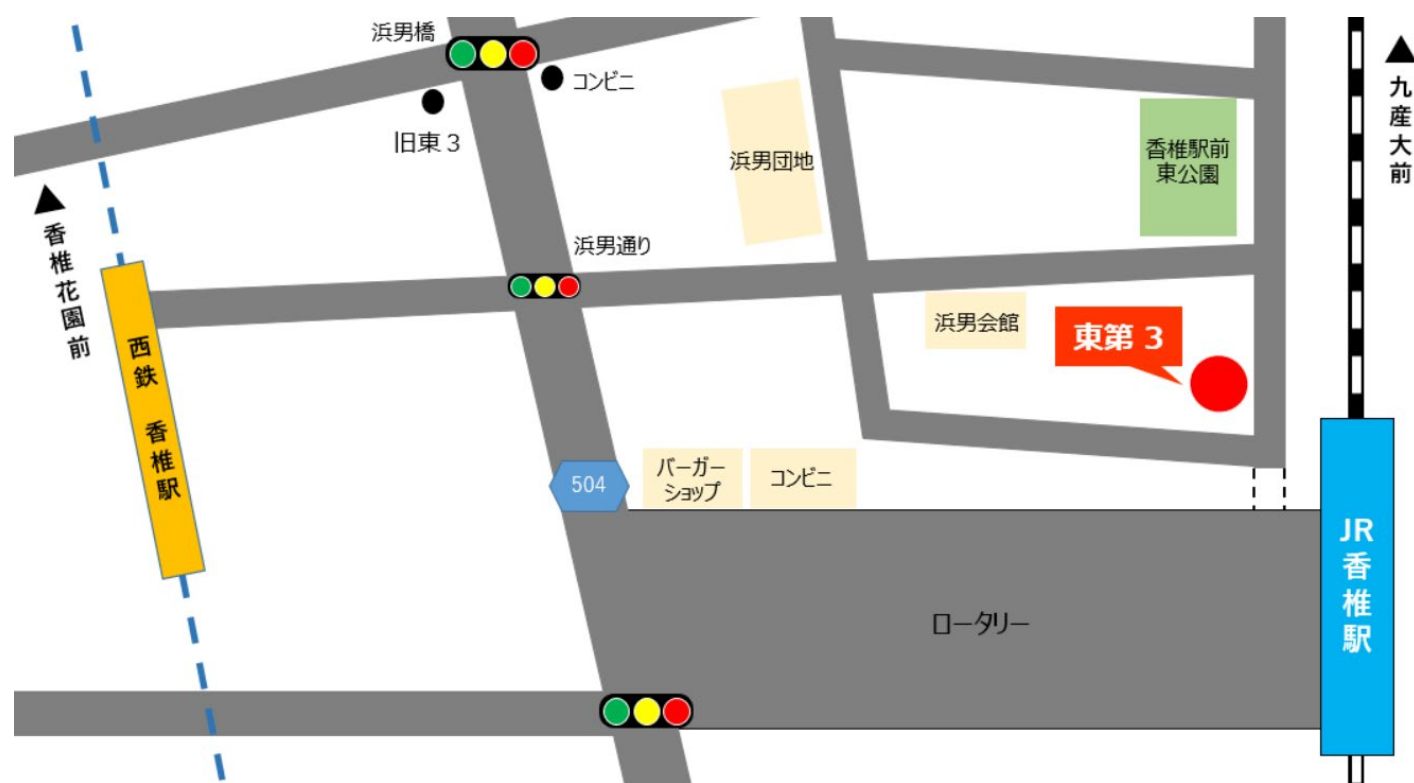 浜男橋
コンビニ
旧東３
九産大前
浜男団地
香椎駅前
東公園
香椎花園前
浜男通り
西鉄 香椎駅
浜男会館
東第３
504
バーガー
ショップ
コンビニ
JR香椎駅
ロータリー